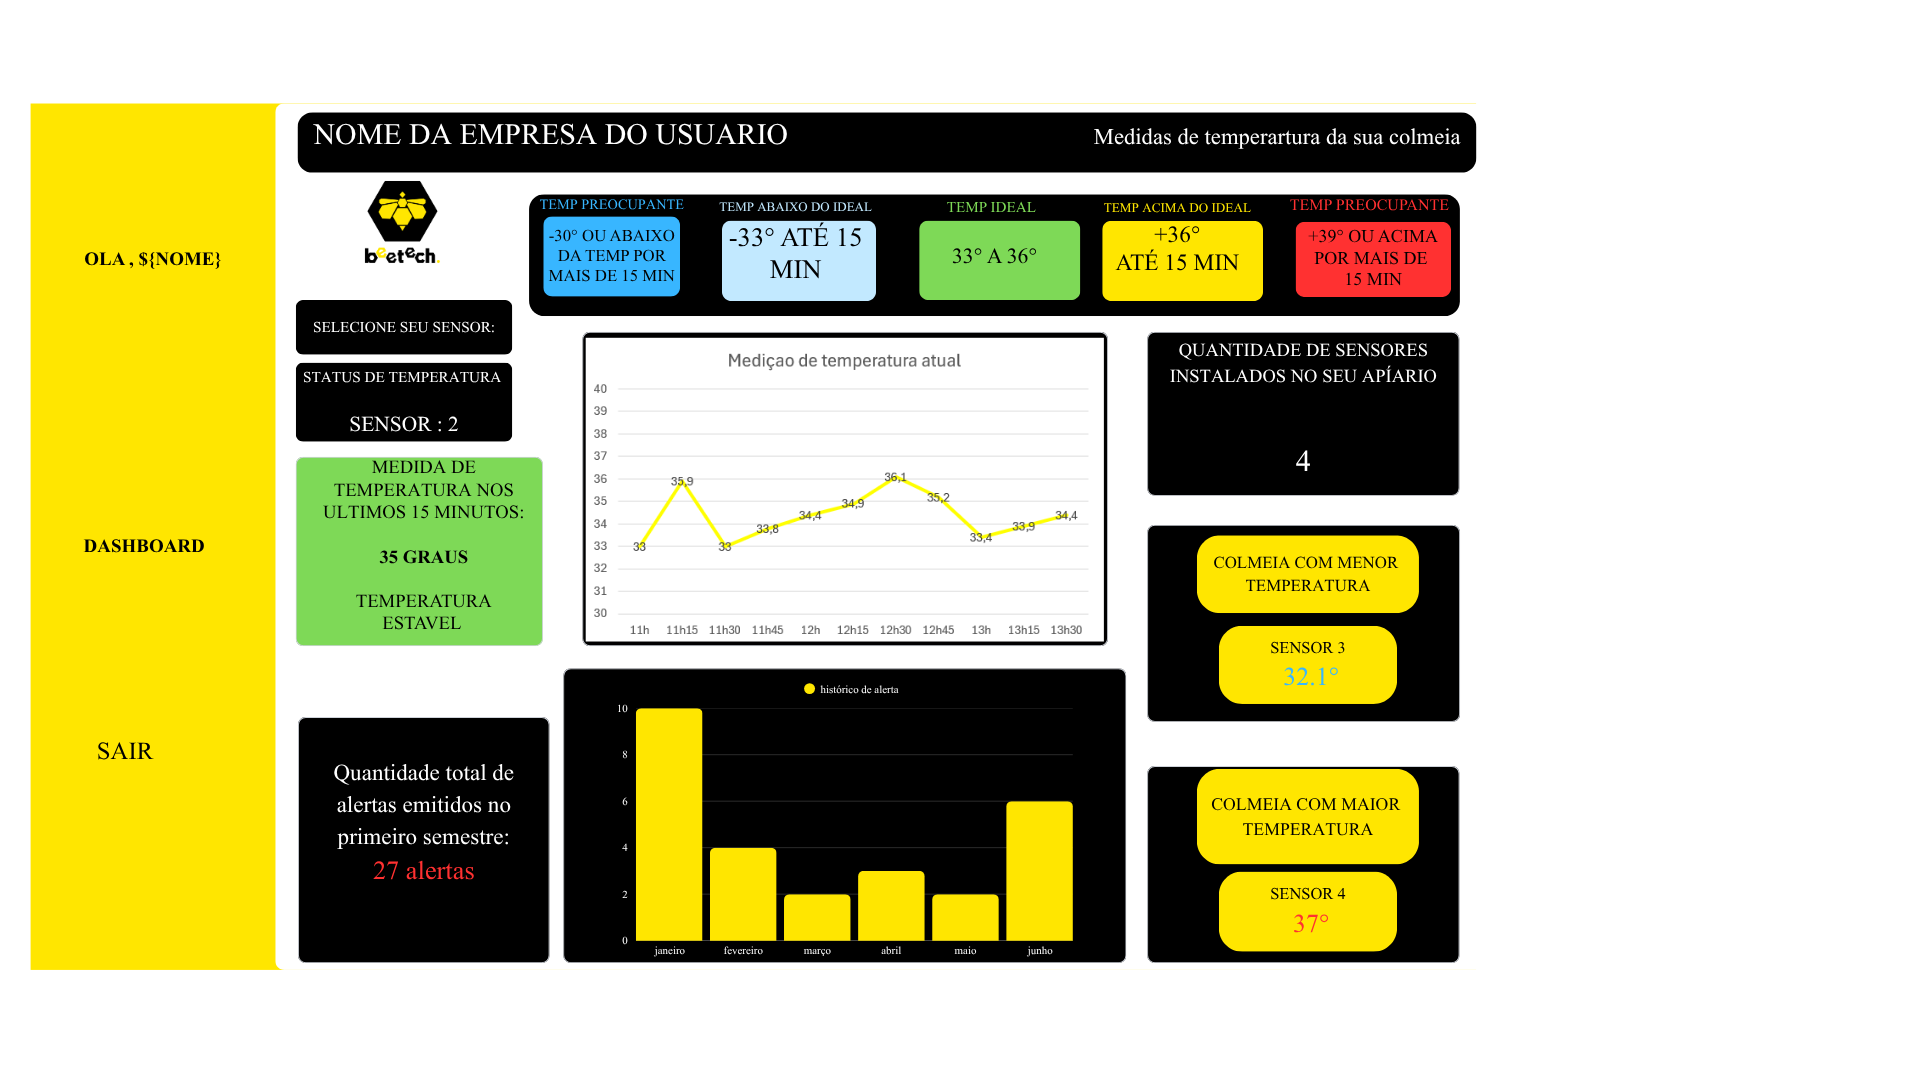 NOME DA EMPRESA DO USUARIO
Medidas de temperartura da sua colmeia
OLA , ${NOME}
DASHBOARD
SAIR
beetech.
TEMP PREOCUPANTE
-30° OU ABAIXO
DA TEMP POR
MAIS DE 15 MIN
TEMP ABAIXO DO IDEAL
-33° ATÉ 15
MIN
TEMP IDEAL
33° A 36°
TEMP ACIMA DO IDEAL
+36°
ATÉ 15 MIN
TEMP PREOCUPANTE
+39° OU ACIMA
POR MAIS DE
15 MIN
SELECIONE SEU SENSOR:
STATUS DE TEMPERATURA
SENSOR : 2
MEDIDA DE
TEMPERATURA NOS
ULTIMOS 15 MINUTOS:
35 GRAUS
TEMPERATURA
ESTAVEL
Mediçao de temperatura atual
40
39
38
37
36
35
34
33
32
31
30
33
35,9
33
33,8
34,4
34,9
36,1
35,2
33,4
33,9
34,4
11h 11h15 11h30 11h45 12h 12h15 12h30 12h45 13h 13h15 13h30
QUANTIDADE DE SENSORES
INSTALADOS NO SEU APÍARIO
4
COLMEIA COM MENOR
TEMPERATURA
SENSOR 3
32.1°
Quantidade total de
alertas emitidos no
primeiro semestre:
27 alertas
histórico de alerta
10
8
6
4
2
0
janeiro fevereiro março abril maio junho
COLMEIA COM MAIOR
TEMPERATURA
SENSOR 4
37°